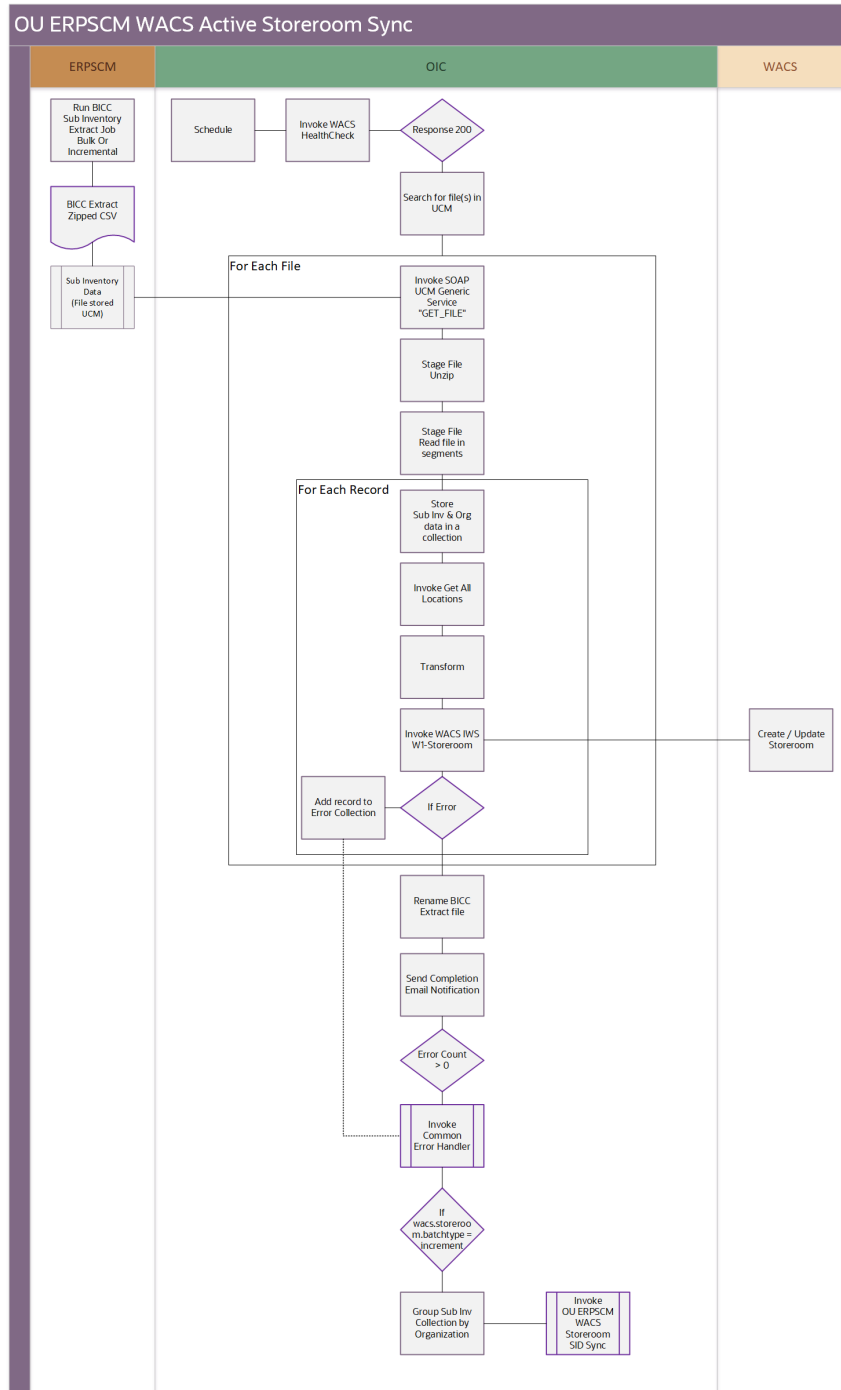 OU ERPSCM WACS Active Storeroom Sync
ERPSCM
OIC
WACS
Run BICC
Sub Inventory
Extract Job
Bulk Or
Incremental
Schedule
Invoke WACS
HealthCheck
Response 200
BICC Extract
Zipped CSV
Search for file(s) in
UCM
For Each File
Sub Inventory
Data
(File stored
UCM)
Invoke SOAP
UCM Generic
Service
"GET_FILE"
Stage File
Unzip
Stage File
Read file in
segments
For Each Record
Store
Sub Inv & Org
data in a
collection
Invoke Get All
Locations
Transform
Invoke WACS IWS
W1-Storeroom
Create / Update
Storeroom
Add record to
Error Collection
If Error
Rename BICC
Extract file
Send Completion
Email Notification
Error Count
> 0
Invoke
Common
Error Handler
If
wacs.storeroo
m.batchtype =
increment
Group Sub Inv
Collection by
Organization
Invoke
OU ERPSCM
WACS
Storeroom
SID Sync